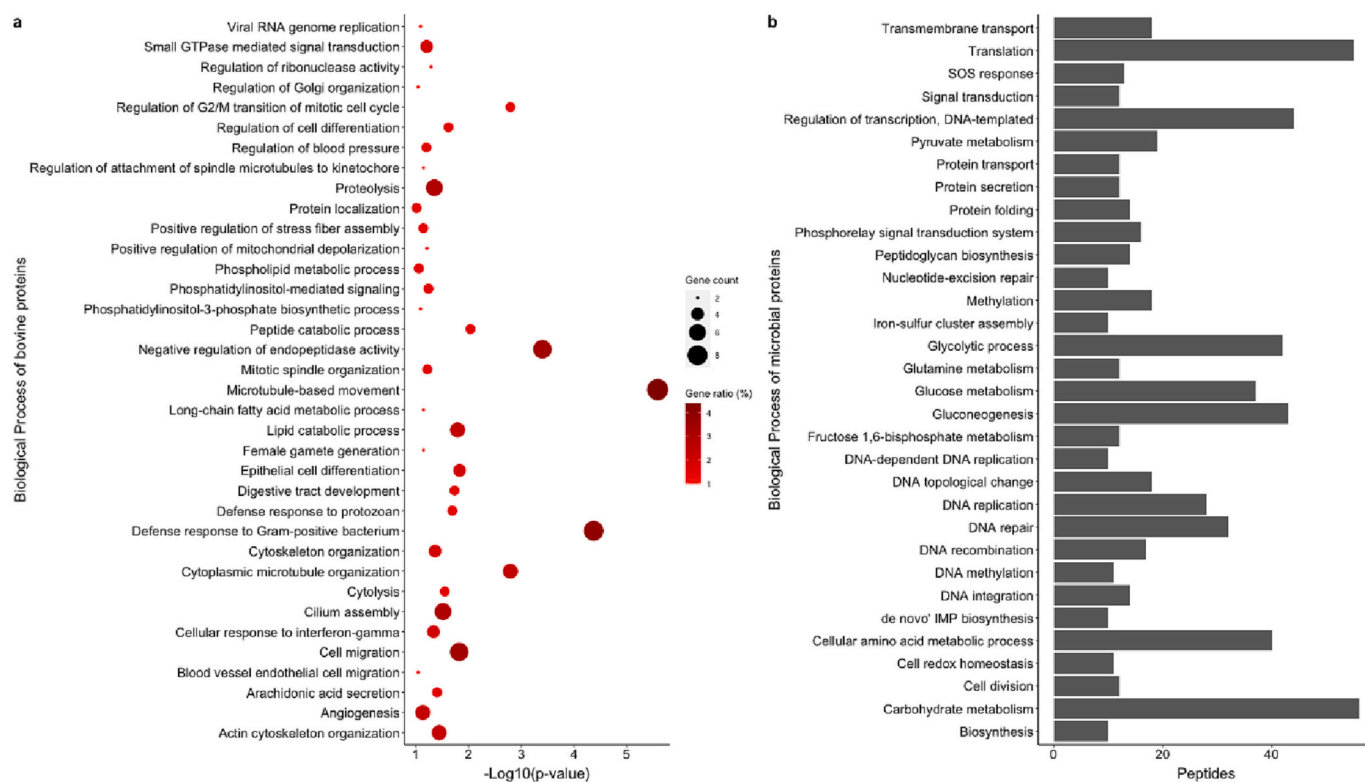 a
Biological Process of bovine proteins
Viral RNA genome replication
Small GTPase mediated signal transduction
Regulation of ribonuclease activity
Regulation of Golgi organization
Regulation of G2/M transition of mitotic cell cycle
Regulation of cell differentiation
Regulation of blood pressure
Regulation of attachment of spindle microtubules to kinetochore
Proteolysis
Protein localization
Positive regulation of stress fiber assembly
Positive regulation of mitochondrial depolarization
Phospholipid metabolic process
Phosphatidylinositol-mediated signaling
Phosphatidylinositol-3-phosphate biosynthetic process
Peptide catabolic process
Negative regulation of endopeptidase activity
Mitotic spindle organization
Microtubule-based movement
Long-chain fatty acid metabolic process
Lipid catabolic process
Female gamete generation
Epithelial cell differentiation
Digestive tract development
Defense response to protozoan
Defense response to Gram-positive bacterium
Cytoskeleton organization
Cytoplasmic microtubule organization
Cytolysis
Cilium assembly
Cellular response to interferon-gamma
Cell migration
Blood vessel endothelial cell migration
Arachidonic acid secretion
Angiogenesis
Actin cytoskeleton organization
1 2 3 4 5
-Log10(p-value)
Gene count
2
4
6
8
Gene ratio (%)
4
3
2
1
b
Biological Process of microbial proteins
Transmembrane transport
Translation
SOS response
Signal transduction
Regulation of transcription, DNA-templated
Pyruvate metabolism
Protein transport
Protein secretion
Protein folding
Phosphorelay signal transduction system
Peptidoglycan biosynthesis
Nucleotide-excision repair
Methylation
Iron-sulfur cluster assembly
Glycolytic process
Glutamine metabolism
Glucose metabolism
Gluconeogenesis
Fructose 1,6-bisphosphate metabolism
DNA-dependent DNA replication
DNA topological change
DNA replication
DNA repair
DNA recombination
DNA methylation
DNA integration
de novo' IMP biosynthesis
Cellular amino acid metabolic process
Cell redox homeostasis
Cell division
Carbohydrate metabolism
Biosynthesis
0 20 40
Peptides